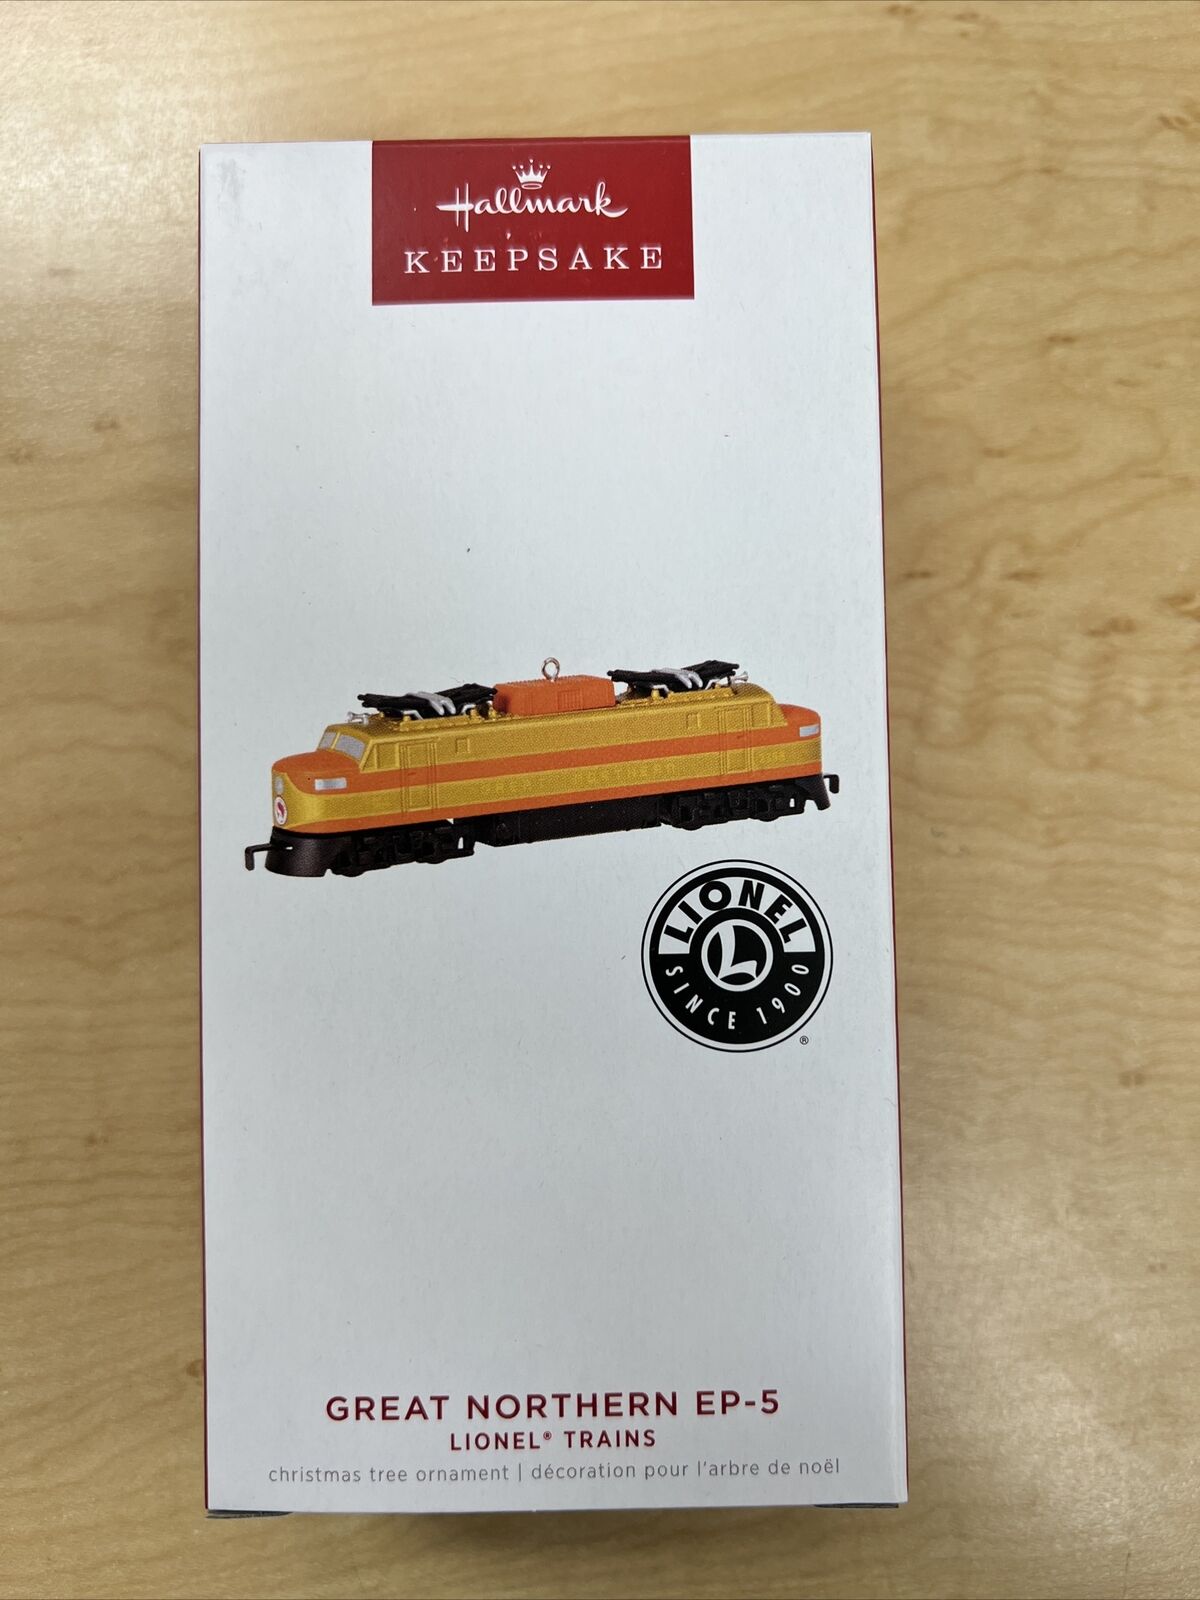 Hallmark
KEEPSAKE
LIONEL
L
SINCE 1900
®
GREAT NORTHERN EP-5
LIONEL® TRAINS
christmas tree ornament | décoration pour l'arbre de noël